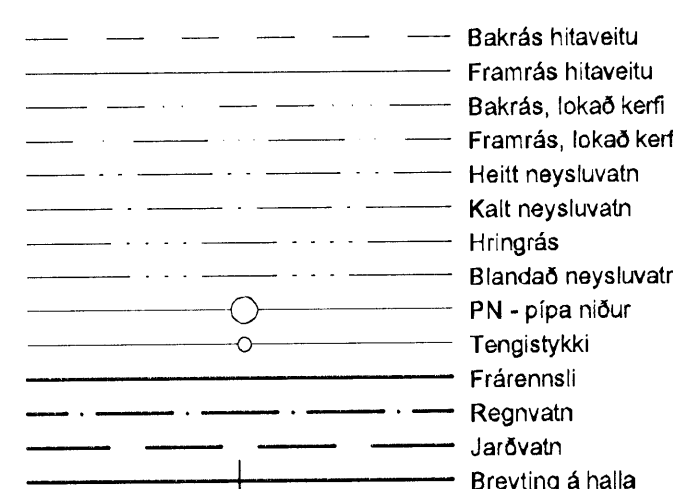 Bakrás hitaveitu
Framrás hitaveitu
Bakrás, lokað kerfi
Framrás, lokað kerf
Heitt neysluvatn
Kalt neysluvatn
Hringrás
Blandað neysluvatn
PN - pípa niður
Tengistykki
Frárennsli
Regnvatn
Jarðvatn
Breyting á halla